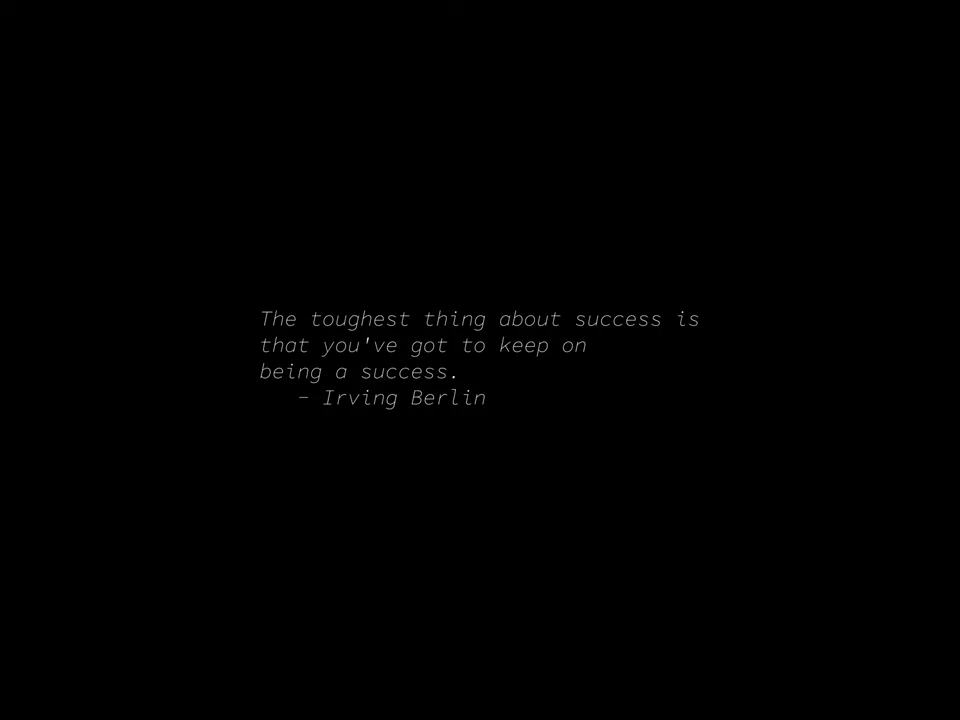 The toughest thing about success is
that you've got to keep on
being a success.
– Irving Berlin